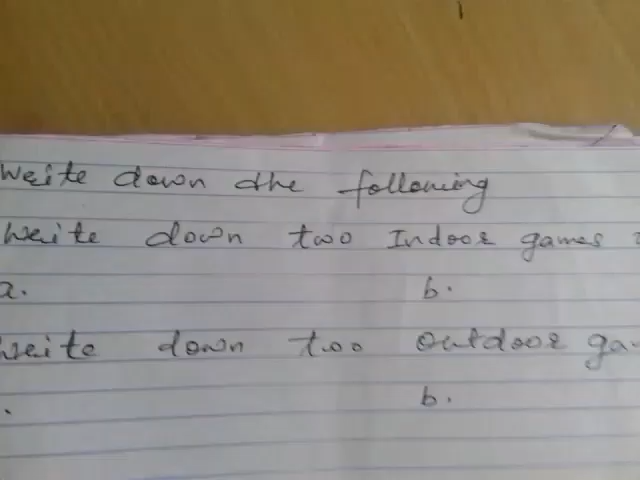 Write down the following
Write down two Indoor games
a. b.
Write down two outdoor
. b.